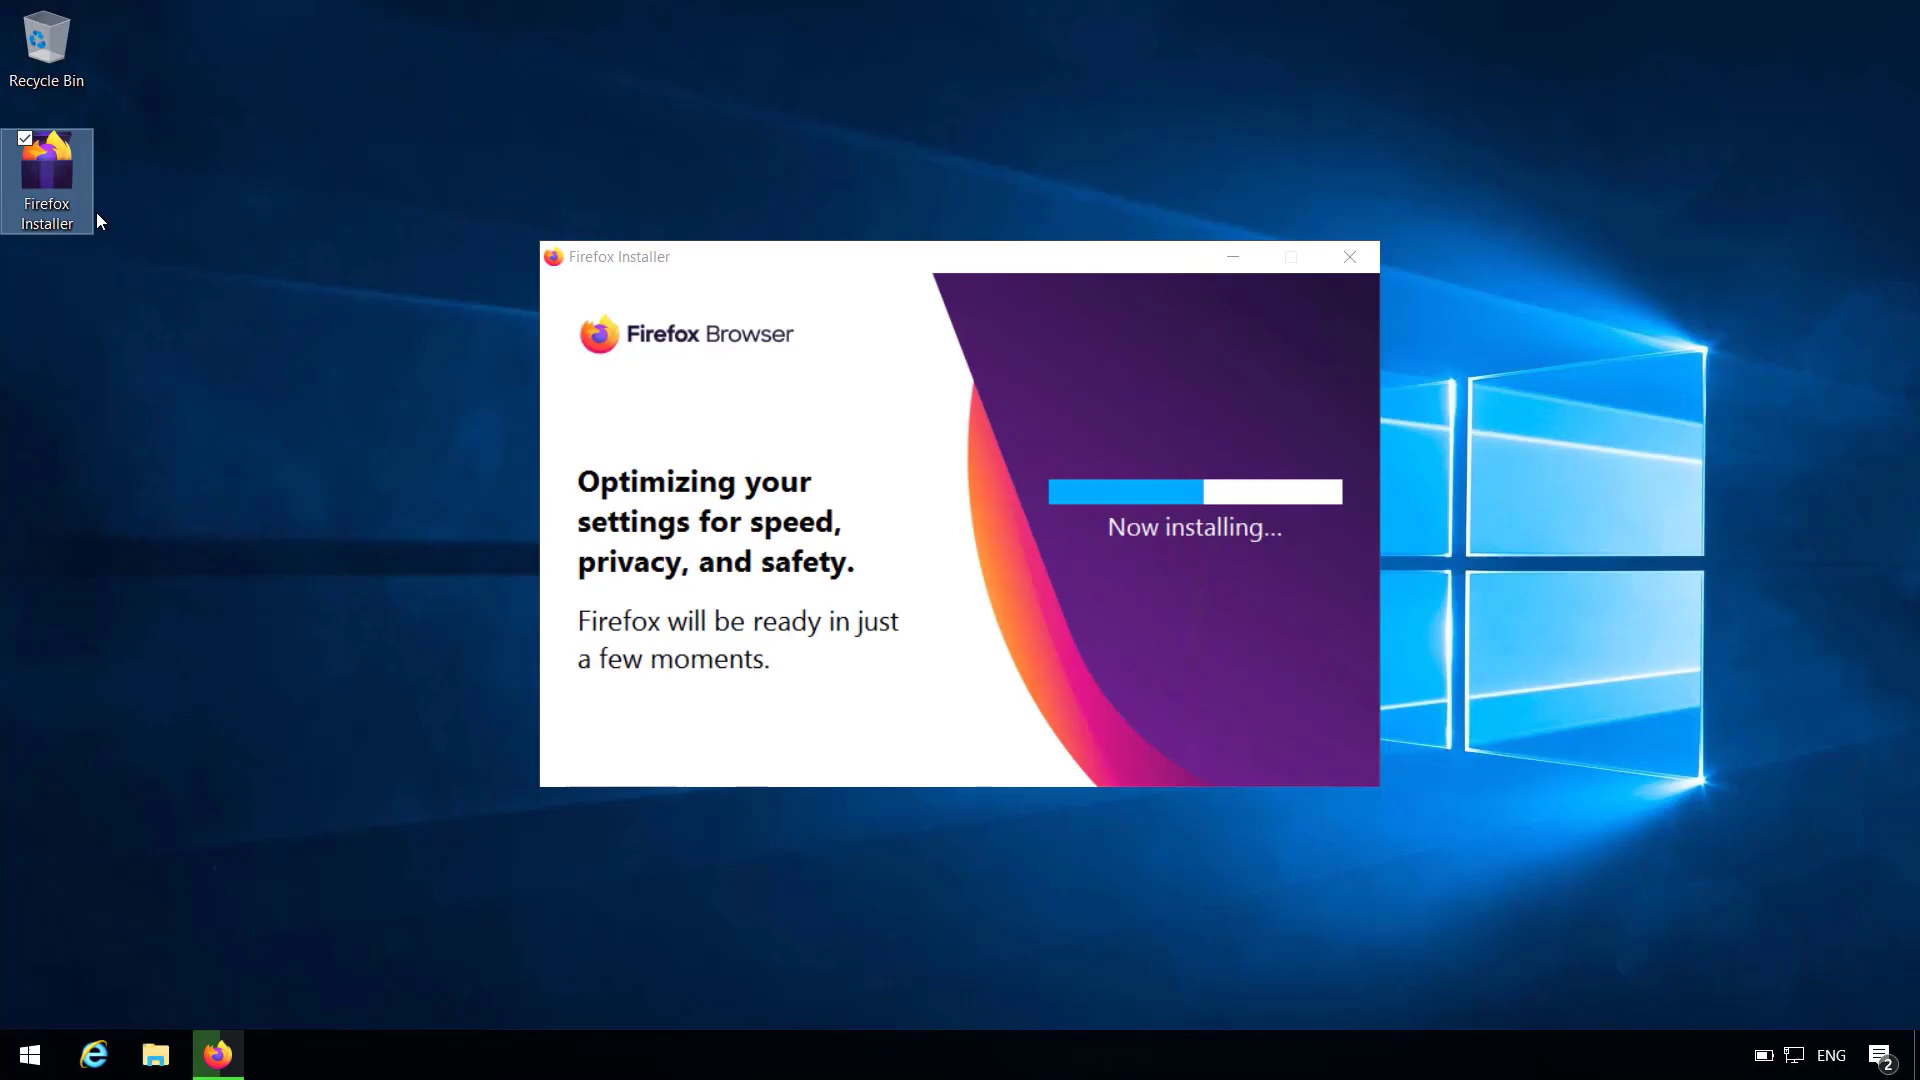 Recycle Bin
Firefox
Installer
Firefox Installer
Firefox Browser
Optimizing your
settings for speed,
privacy, and safety.
Firefox will be ready in just
a few moments.
Now installing...
ENG
2